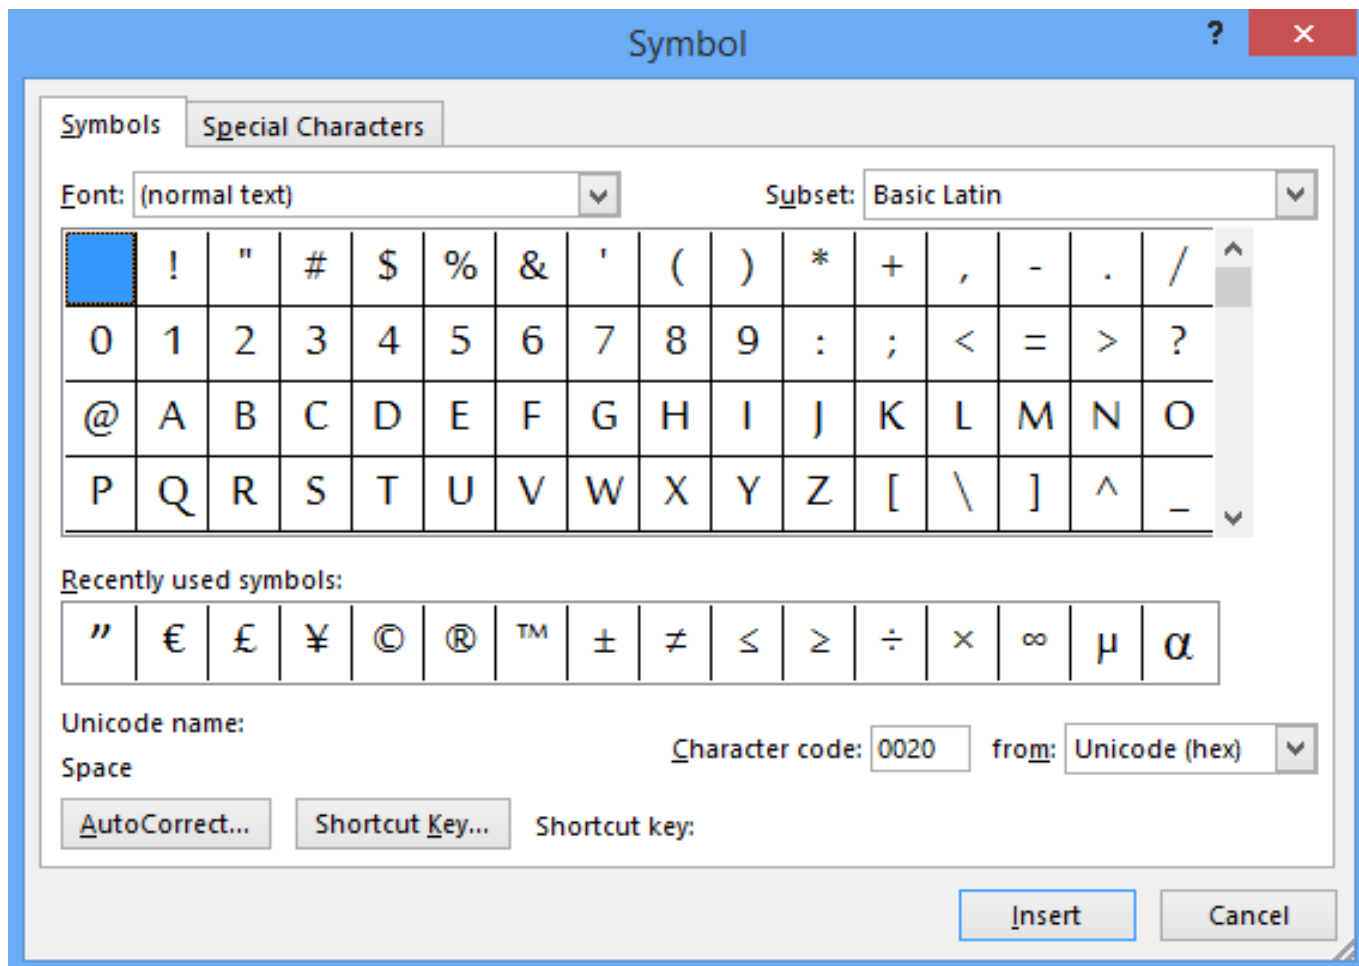 Symbol ?
Symbols Special Characters
Font: (normal text) Subset: Basic Latin
! " # $ % & ' ( ) * + , - . /
0 1 2 3 4 5 6 7 8 9 : ; < = > ?
@ A B C D E F G H I J K L M N O
P Q R S T U V W X Y Z [ \ ] ^ _
Recently used symbols:
” € £ ¥ © ® ™ ± ≠ ≤ ≥ ÷ × ∞ µ α
Unicode name:
Character code: 0020 from: Unicode (hex)
Space
AutoCorrect... Shortcut Key... Shortcut key:
Insert Cancel